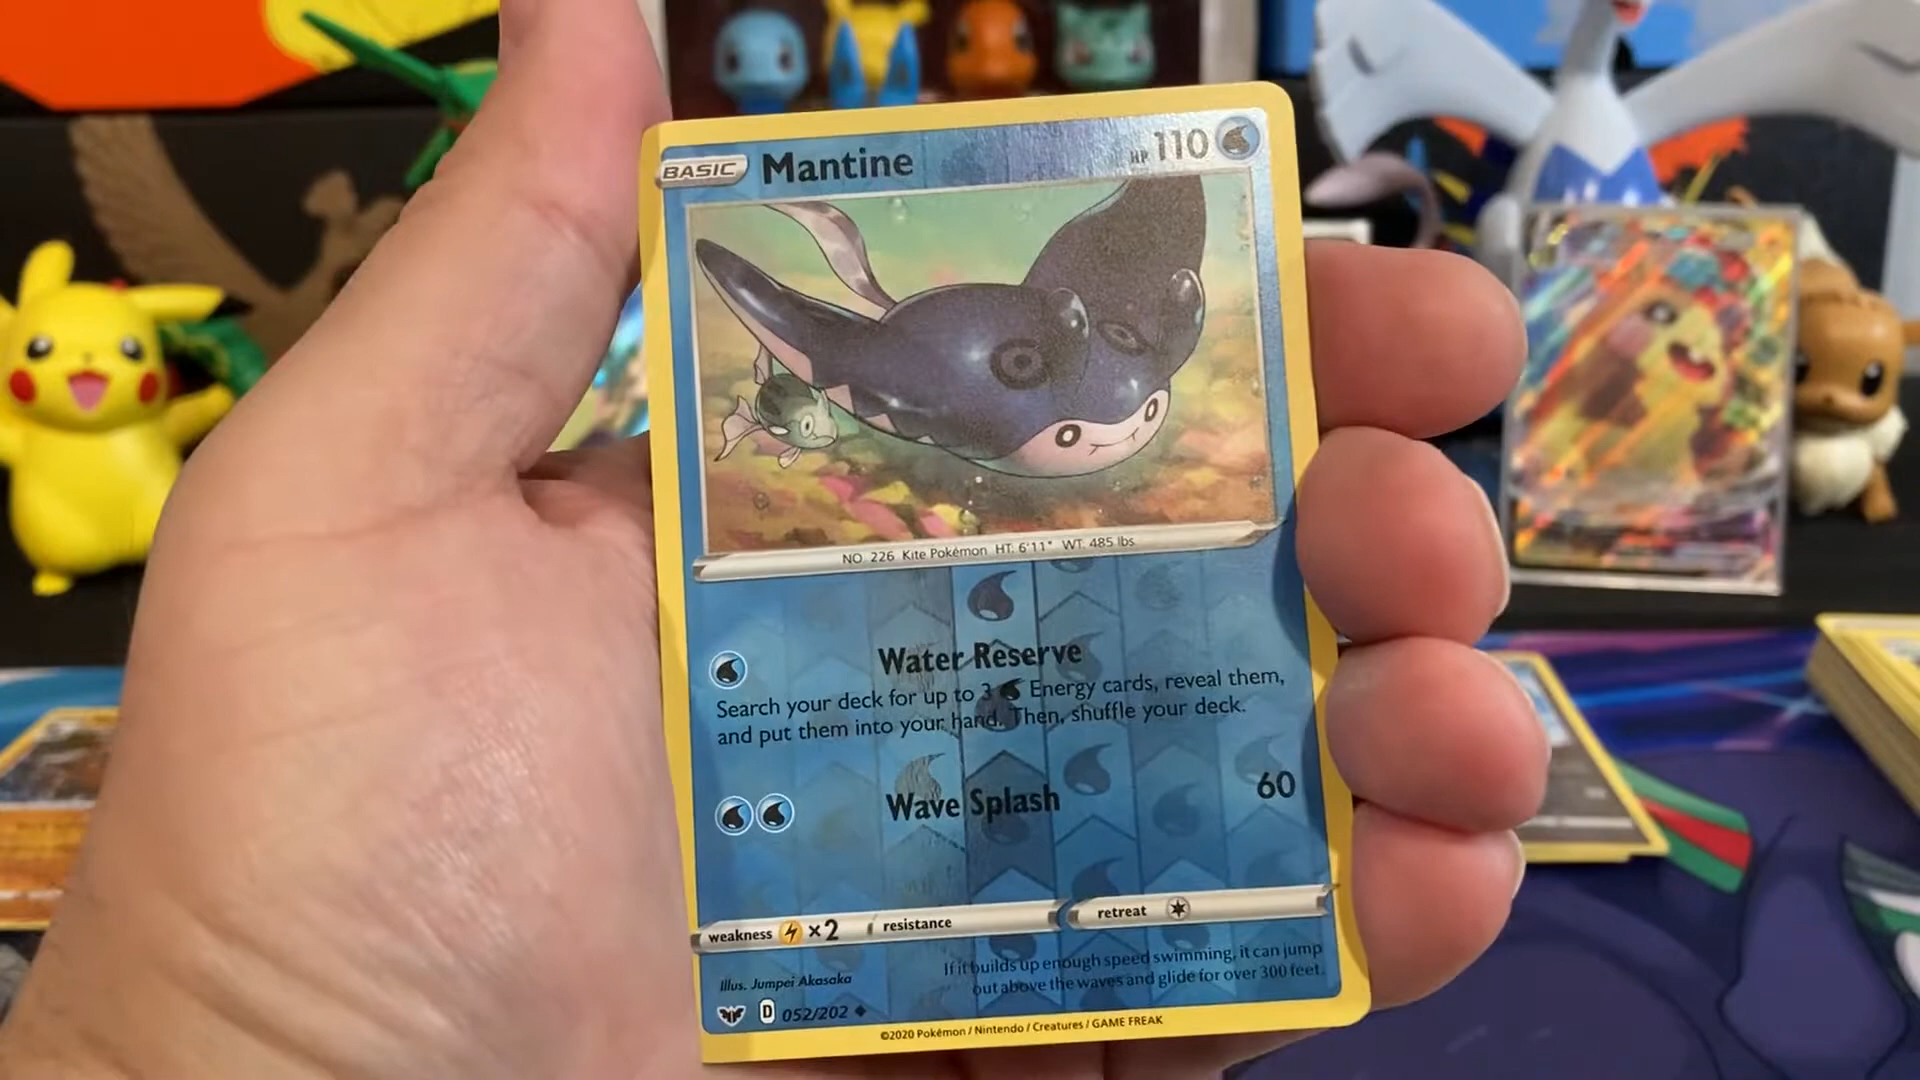 BASIC Mantine HP 110
NO. 226 Kite Pokémon HT: 6'11" WT: 485 lbs.
Water Reserve
Search your deck for up to 3 Energy cards, reveal them,
and put them into your hand. Then, shuffle your deck.
Wave Splash 60
weakness ×2 resistance retreat
If it builds up enough speed swimming, it can jump
out above the waves and glide for over 300 feet.
Illus. Jumpei Akasaka
D 052/202
©2020 Pokémon / Nintendo / Creatures / GAME FREAK